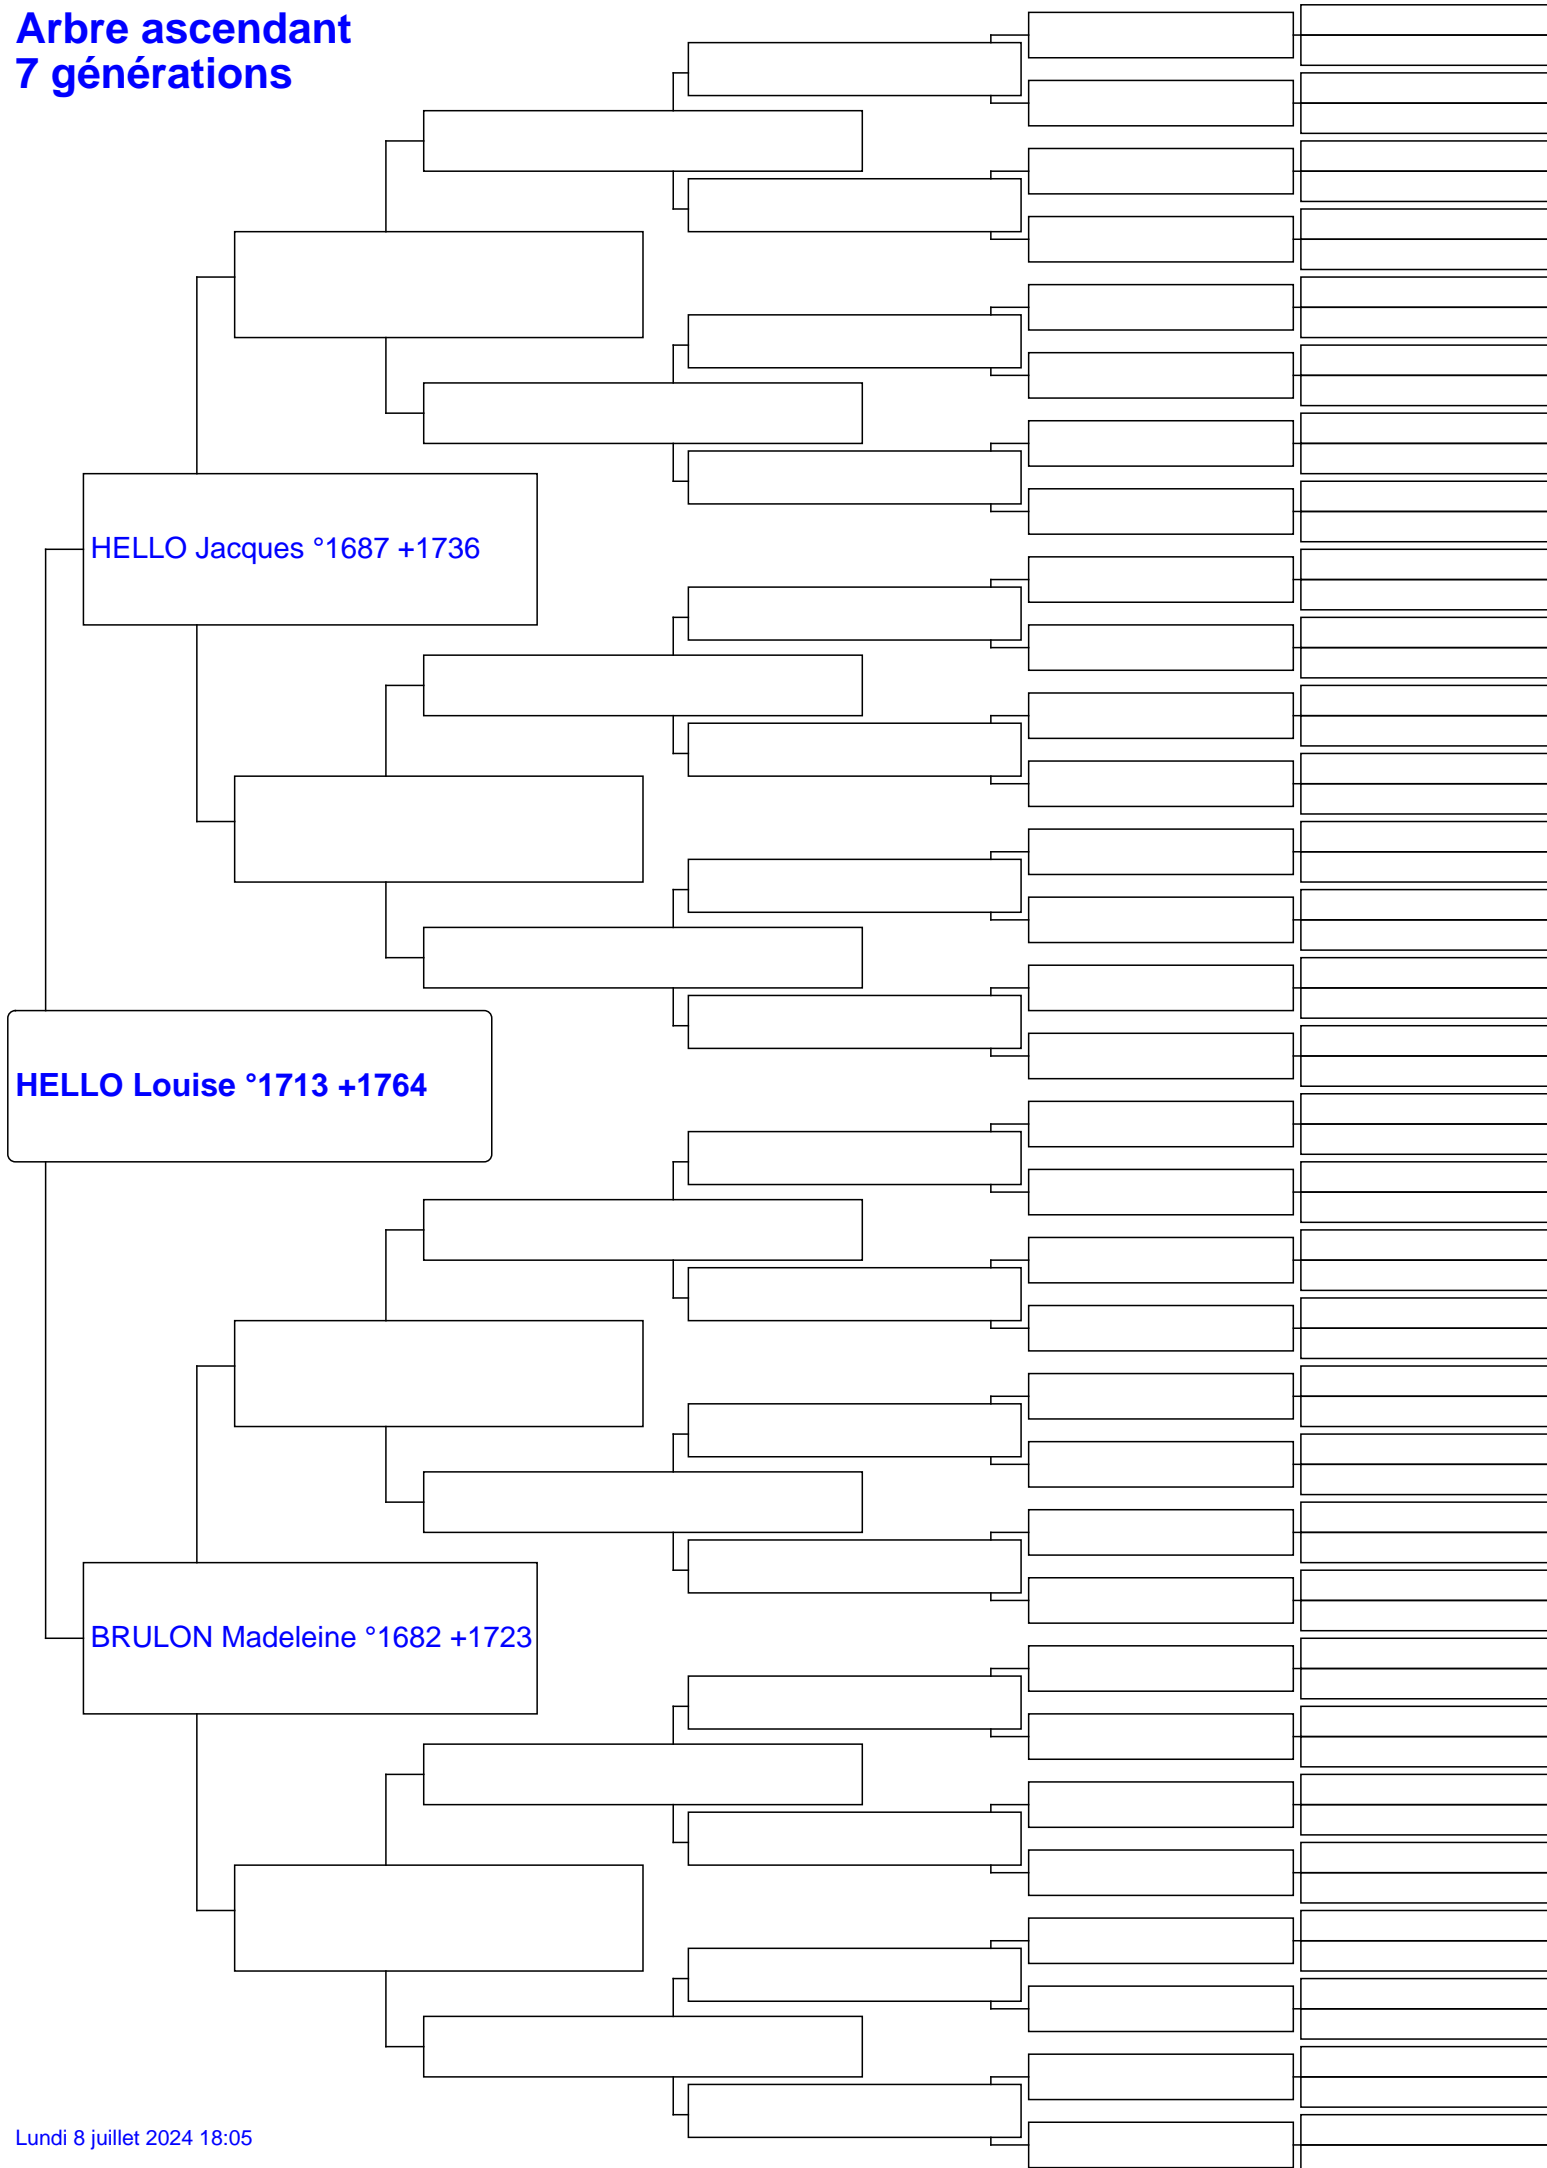 Arbre ascendant
7 générations
HELLO Jacques °1687 +1736
HELLO Louise °1713 +1764
BRULON Madeleine °1682 +1723
Lundi 8 juillet 2024 18:05